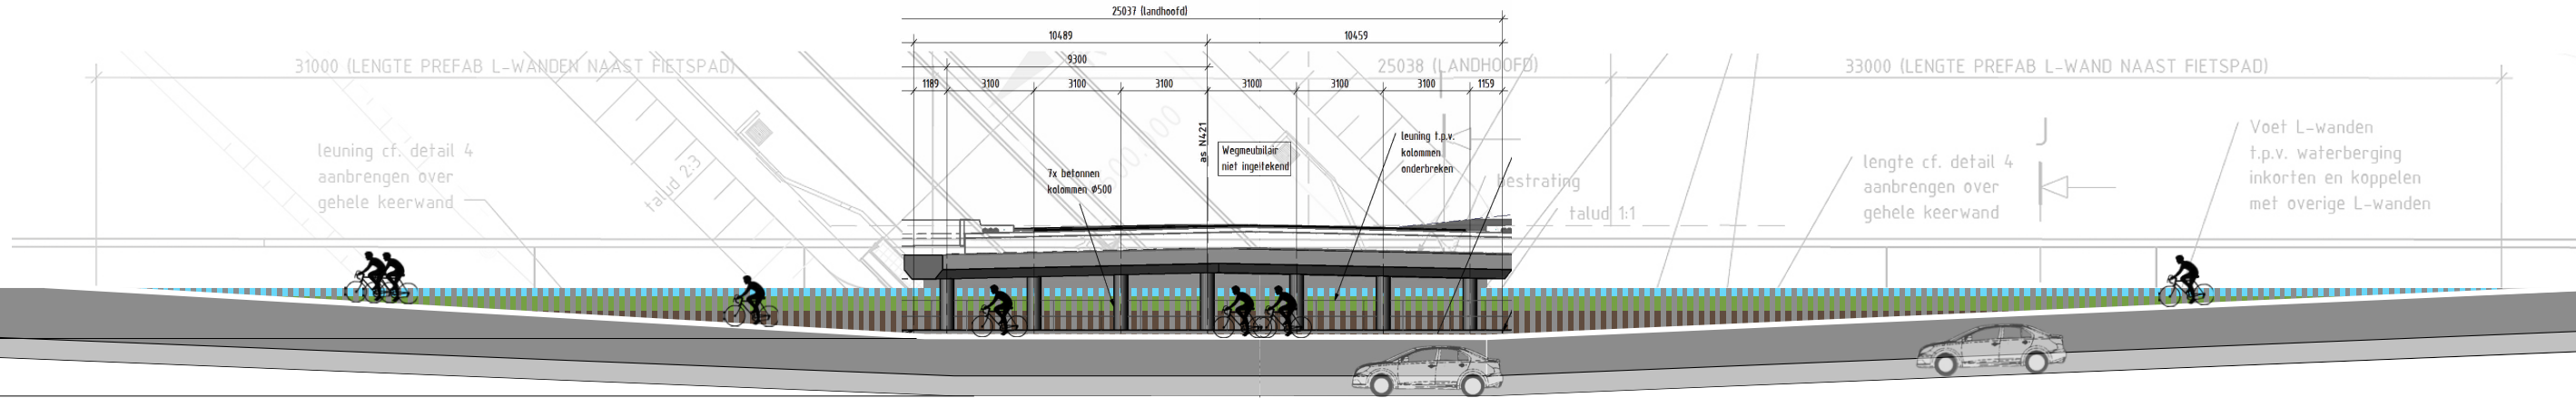 25037 (landhoofd)
10489
10459
9300
31000 (LENGTE PREFAB L-WANDEN NAAST FIETSPAD)
25038 (LANDHOOFD)
33000 (LENGTE PREFAB L-WAND NAAST FIETSPAD)
1189
3100
3100
3100
3100
3100
3100
1159
as N421
Wegmeubilair
niet ingetekend
leuning t.p.v.
kolommen
onderbreken
7x betonnen
kolommen Ø500
leuning cf. detail 4
aanbrengen over
gehele keerwand
talud 2:3
bestrating
talud 1:1
lengte cf. detail 4
aanbrengen over
gehele keerwand
J
Voet L-wanden
t.p.v. waterberging
inkorten en koppelen
met overige L-wanden